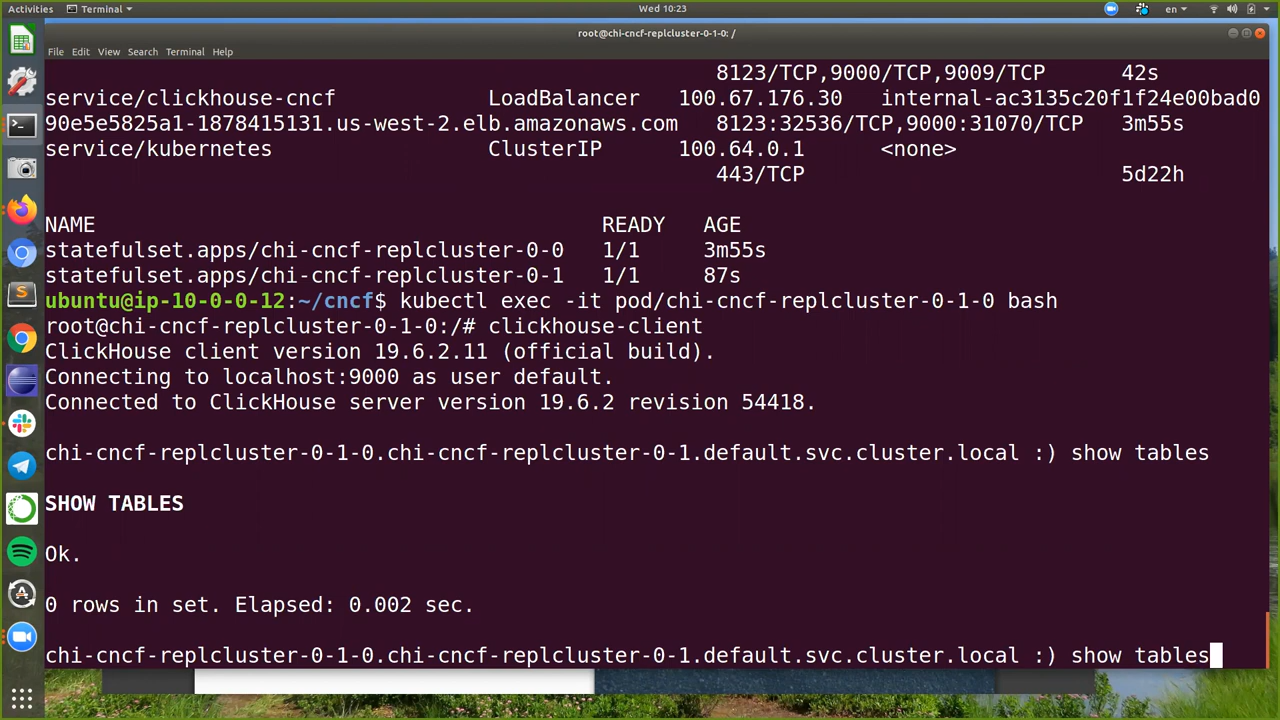 Activities
Terminal
Wed 10:23
en
root@chi-cncf-replcluster-0-1-0: /
File Edit View Search Terminal Help
8123/TCP,9000/TCP,9009/TCP 42s
service/clickhouse-cncf LoadBalancer 100.67.176.30 internal-ac3135c20f1f24e00bad0
90e5e5825a1-1878415131.us-west-2.elb.amazonaws.com 8123:32536/TCP,9000:31070/TCP 3m55s
service/kubernetes ClusterIP 100.64.0.1 <none>
443/TCP 5d22h
NAME READY AGE
statefulset.apps/chi-cncf-replcluster-0-0 1/1 3m55s
statefulset.apps/chi-cncf-replcluster-0-1 1/1 87s
ubuntu@ip-10-0-0-12:~/cncf$ kubectl exec -it pod/chi-cncf-replcluster-0-1-0 bash
root@chi-cncf-replcluster-0-1-0:/# clickhouse-client
ClickHouse client version 19.6.2.11 (official build).
Connecting to localhost:9000 as user default.
Connected to ClickHouse server version 19.6.2 revision 54418.
chi-cncf-replcluster-0-1-0.chi-cncf-replcluster-0-1.default.svc.cluster.local :) show tables
SHOW TABLES
Ok.
0 rows in set. Elapsed: 0.002 sec.
chi-cncf-replcluster-0-1-0.chi-cncf-replcluster-0-1.default.svc.cluster.local :) show tables